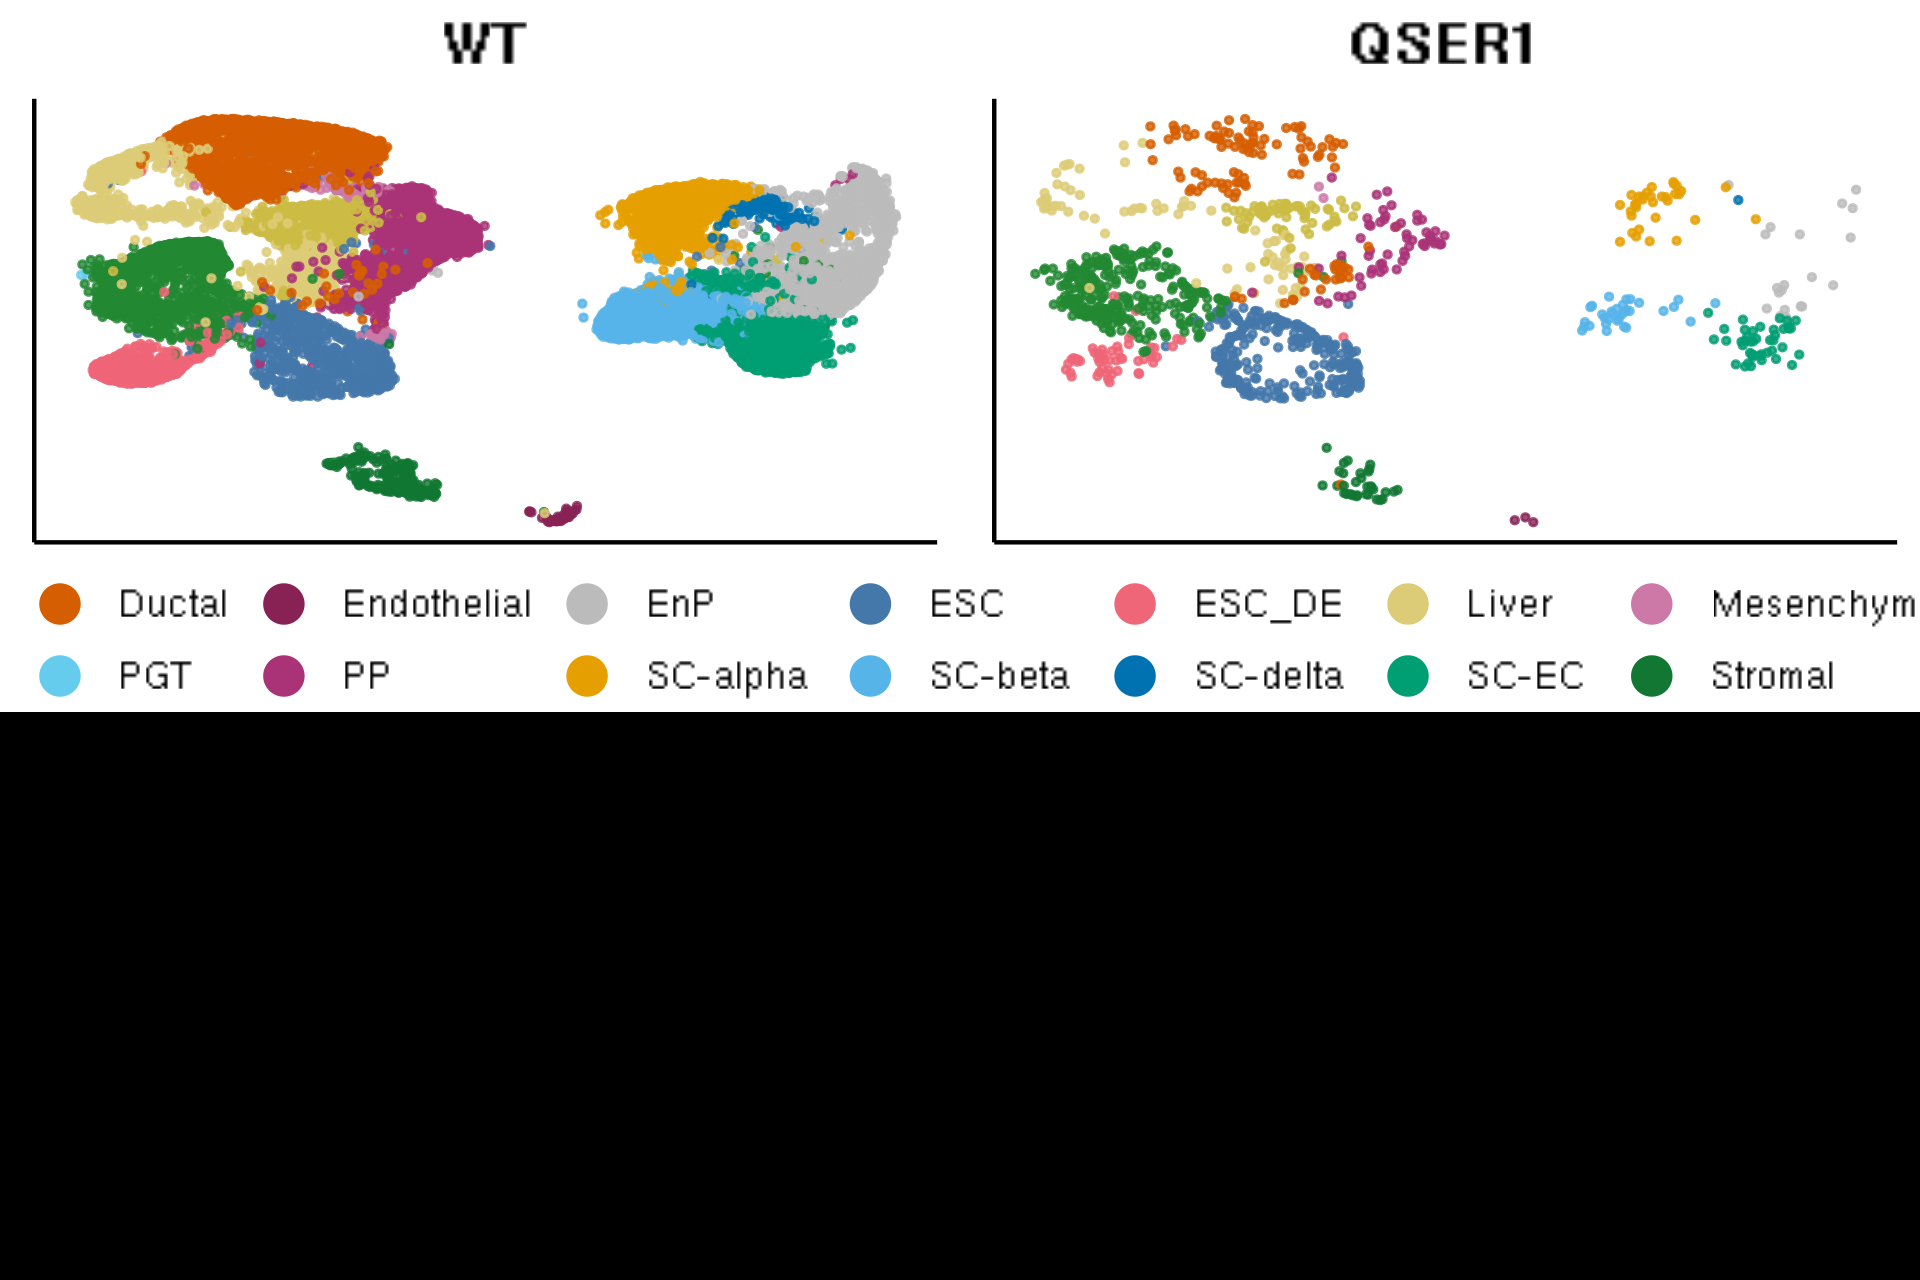 WT QSER1
Ductal Endothelial EnP ESC ESC_DE Liver Mesenchym
PGT PP SC-alpha SC-beta SC-delta SC-EC Stromal